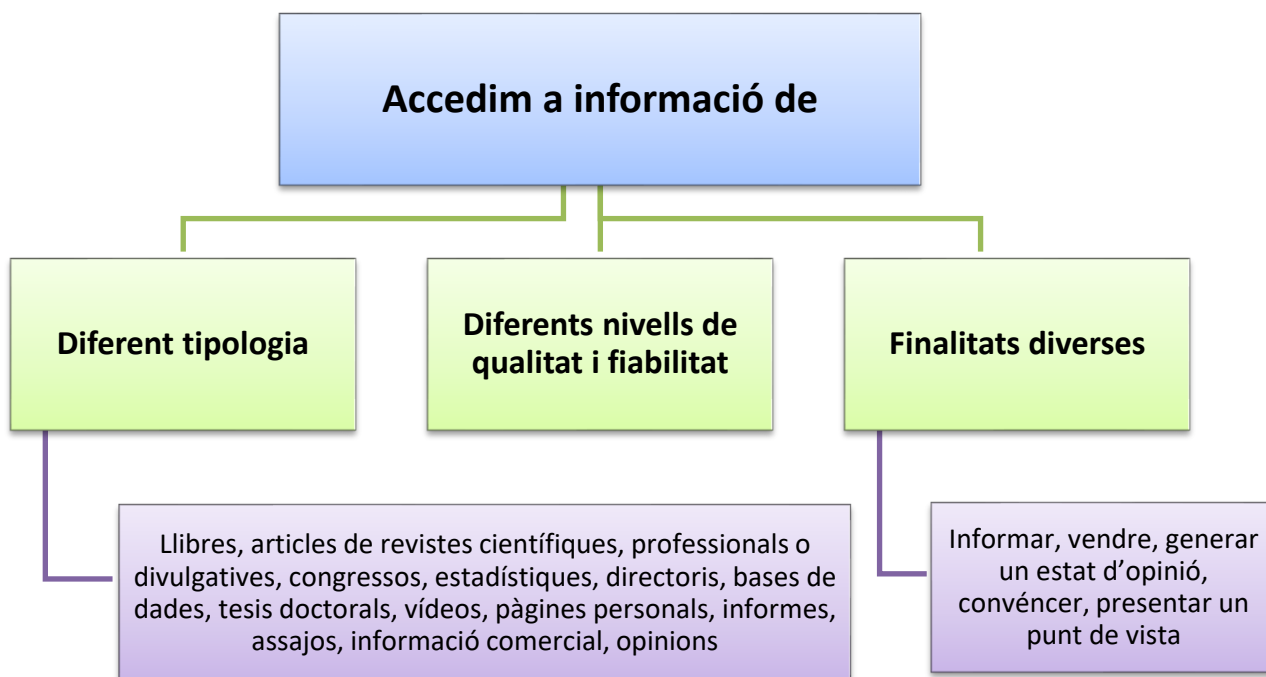 Accedim a informació de
Diferent tipologia
Diferents nivells de
qualitat i fiabilitat
Finalitats diverses
Llibres, articles de revistes científiques, professionals o
divulgatives, congressos, estadístiques, directoris, bases de
dades, tesis doctorals, vídeos, pàgines personals, informes,
assajos, informació comercial, opinions
Informar, vendre, generar
un estat d’opinió,
convéncer, presentar un
punt de vista